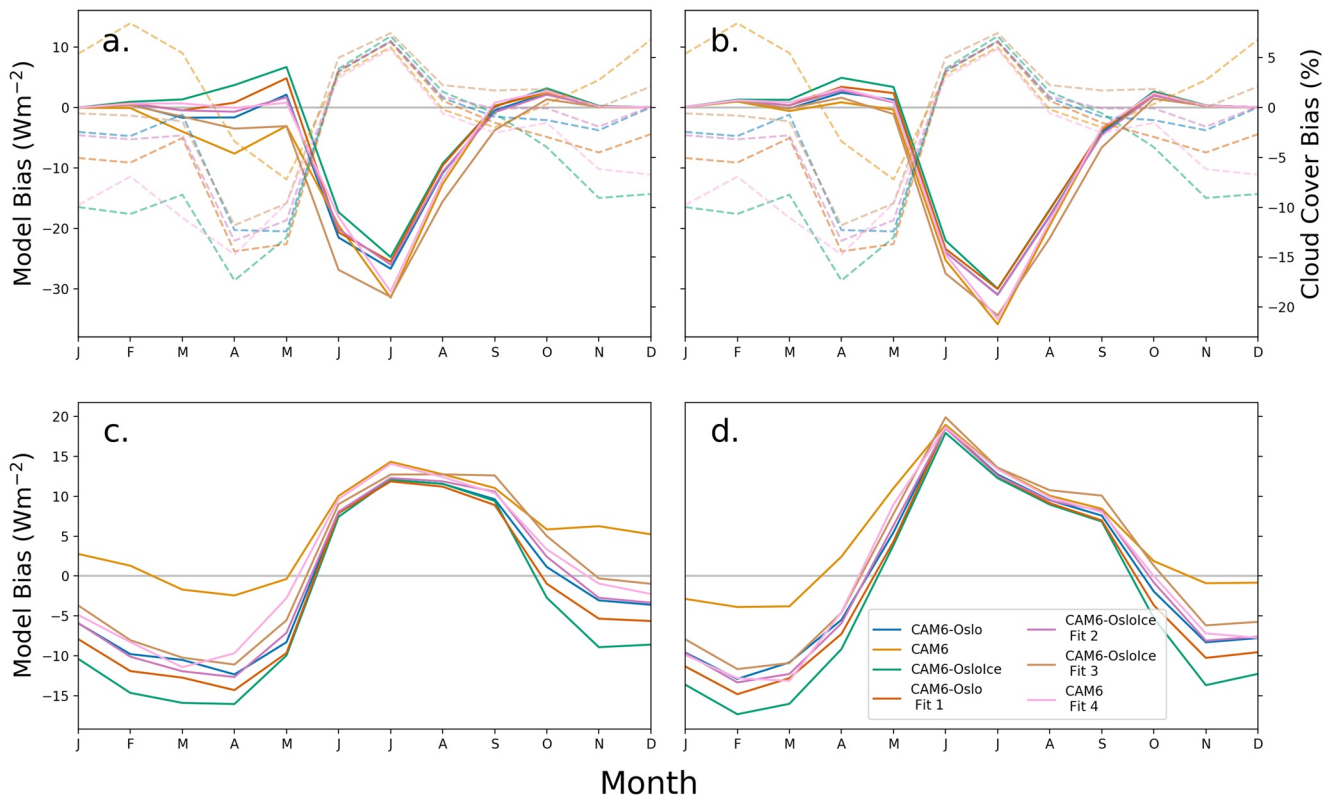 a.
b.
Model Bias (Wm⁻²)
10
0
−10
−20
−30
J F M A M J J A S O N D
J F M A M J J A S O N D
5
0
−5
−10
−15
−20
Cloud Cover Bias (%)
c.
d.
Model Bias (Wm⁻²)
20
15
10
5
0
−5
−10
−15
J F M A M J J A S O N D
J F M A M J J A S O N D
CAM6-Oslo
CAM6
CAM6-OsloIce
CAM6-Oslo
Fit 1
CAM6-OsloIce
Fit 2
CAM6-OsloIce
Fit 3
CAM6
Fit 4
Month